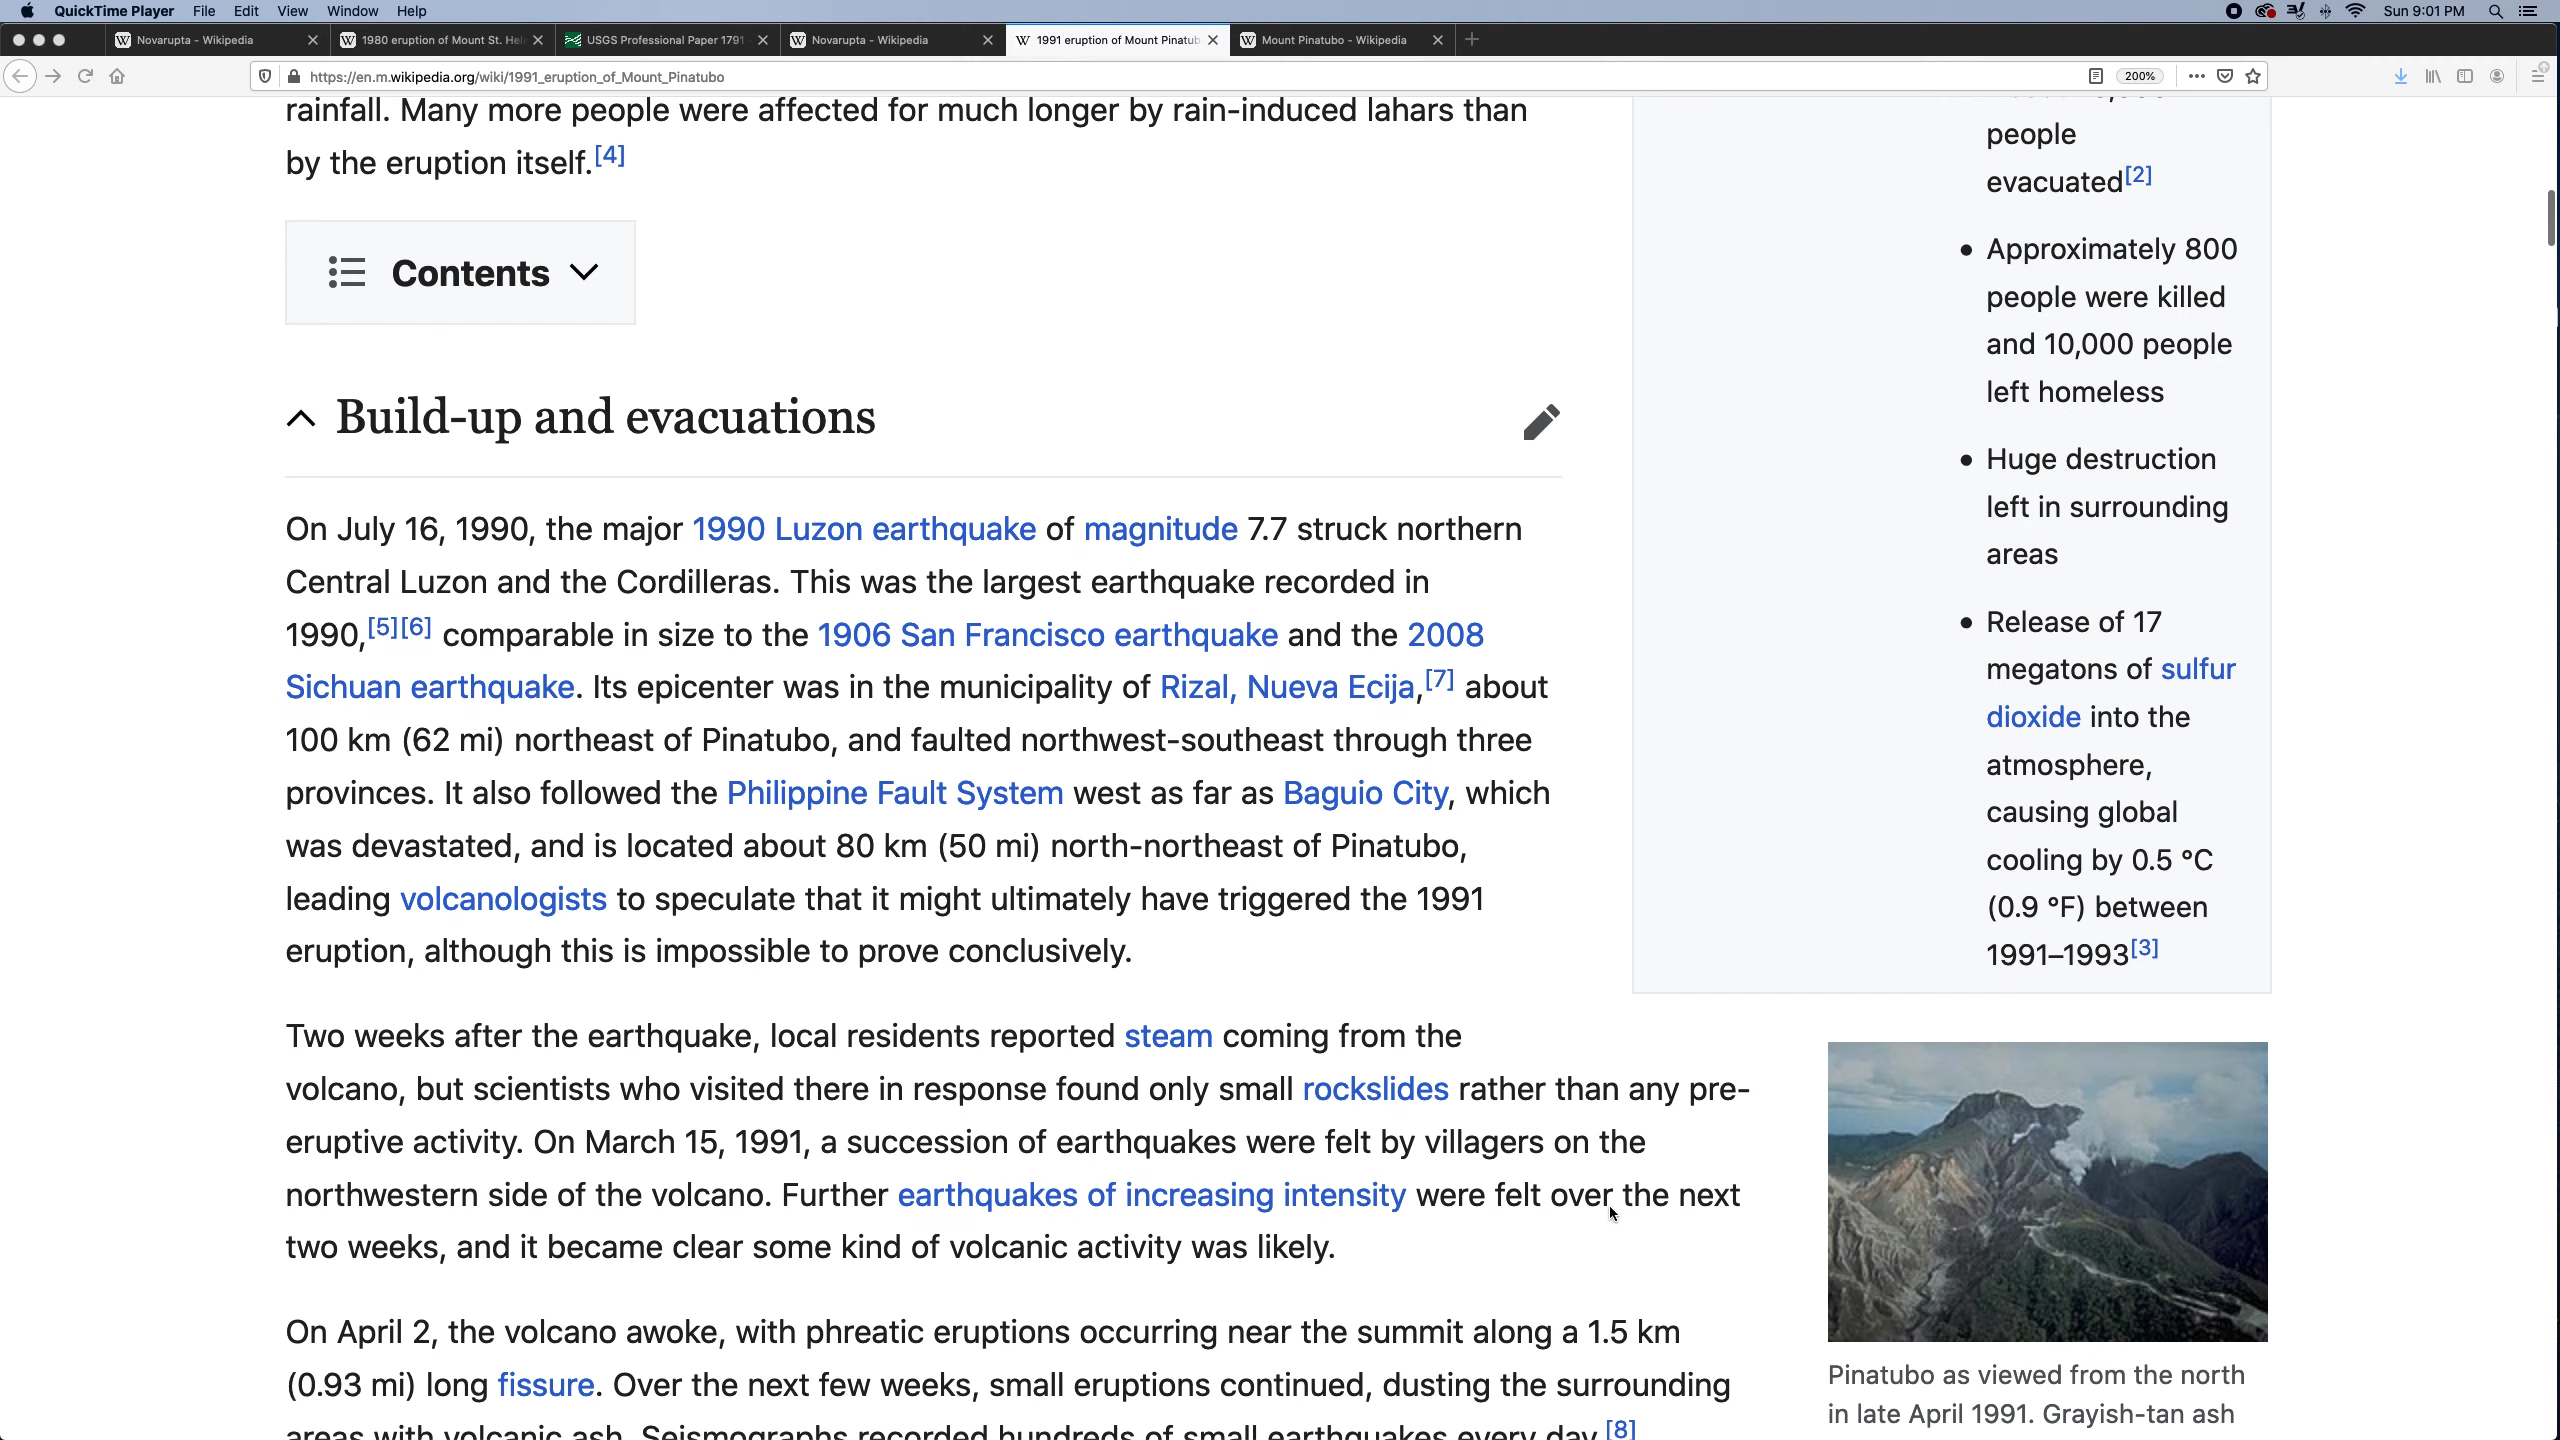 QuickTime Player File Edit View Window Help Sun 9:01 PM
Novarupta - Wikipedia
1980 eruption of Mount St. Hel
USGS Professional Paper 1791
Novarupta - Wikipedia
1991 eruption of Mount Pinatub
Mount Pinatubo - Wikipedia
https://en.m.wikipedia.org/wiki/1991_eruption_of_Mount_Pinatubo 200%
rainfall. Many more people were affected for much longer by rain-induced lahars than
by the eruption itself.[4]
Contents
Build-up and evacuations
On July 16, 1990, the major 1990 Luzon earthquake of magnitude 7.7 struck northern
Central Luzon and the Cordilleras. This was the largest earthquake recorded in
1990,[5][6] comparable in size to the 1906 San Francisco earthquake and the 2008
Sichuan earthquake. Its epicenter was in the municipality of Rizal, Nueva Ecija,[7] about
100 km (62 mi) northeast of Pinatubo, and faulted northwest-southeast through three
provinces. It also followed the Philippine Fault System west as far as Baguio City, which
was devastated, and is located about 80 km (50 mi) north-northeast of Pinatubo,
leading volcanologists to speculate that it might ultimately have triggered the 1991
eruption, although this is impossible to prove conclusively.
Two weeks after the earthquake, local residents reported steam coming from the
volcano, but scientists who visited there in response found only small rockslides rather than any pre-
eruptive activity. On March 15, 1991, a succession of earthquakes were felt by villagers on the
northwestern side of the volcano. Further earthquakes of increasing intensity were felt over the next
two weeks, and it became clear some kind of volcanic activity was likely.
On April 2, the volcano awoke, with phreatic eruptions occurring near the summit along a 1.5 km
(0.93 mi) long fissure. Over the next few weeks, small eruptions continued, dusting the surrounding
areas with volcanic ash. Seismographs recorded hundreds of small earthquakes every day.[8]
people
evacuated[2]
• Approximately 800
people were killed
and 10,000 people
left homeless
• Huge destruction
left in surrounding
areas
• Release of 17
megatons of sulfur
dioxide into the
atmosphere,
causing global
cooling by 0.5 °C
(0.9 °F) between
1991–1993[3]
Pinatubo as viewed from the north
in late April 1991. Grayish-tan ash